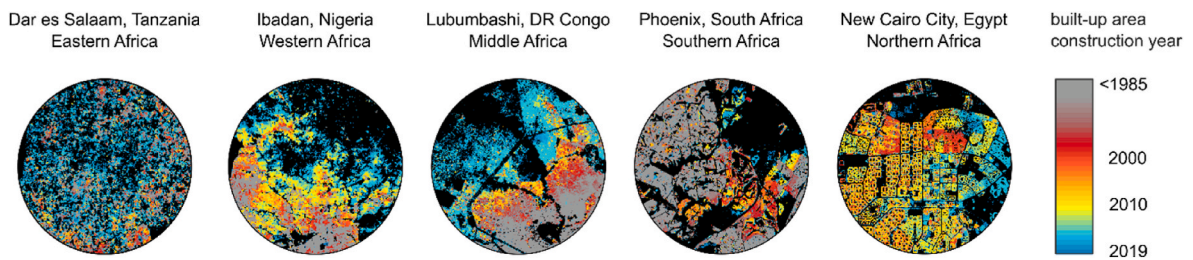 Dar es Salaam, Tanzania
Eastern Africa
Ibadan, Nigeria
Western Africa
Lubumbashi, DR Congo
Middle Africa
Phoenix, South Africa
Southern Africa
New Cairo City, Egypt
Northern Africa
built-up area
construction year
<1985
2000
2010
2019